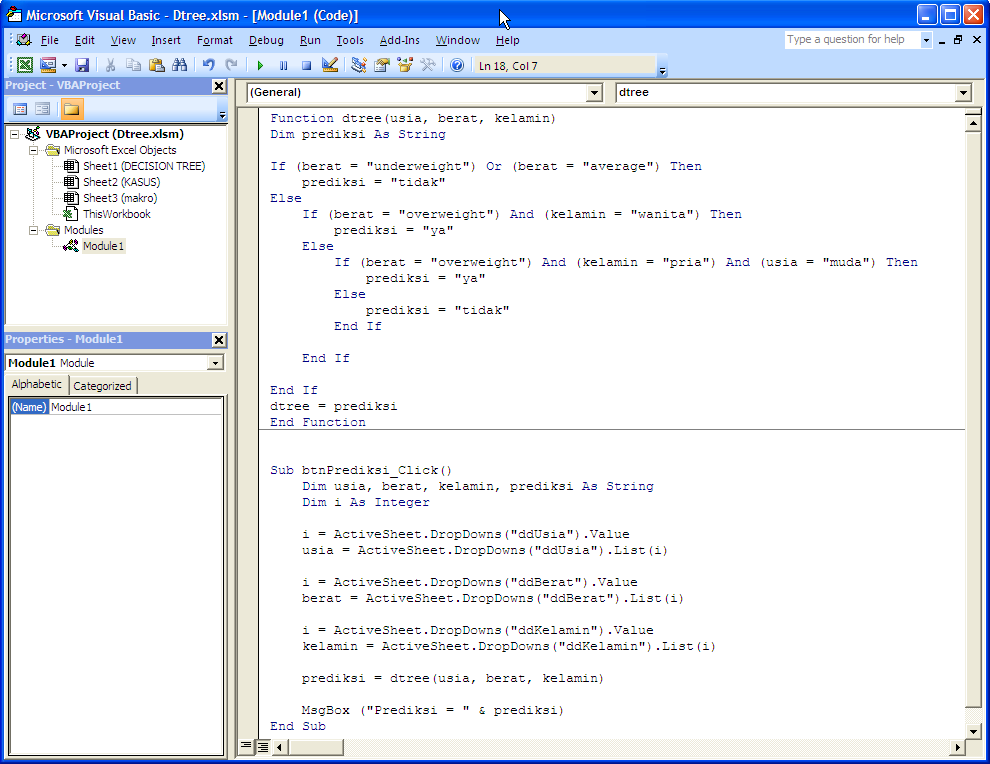 Microsoft Visual Basic - Dtree.xlsm - [Module1 (Code)]
File Edit View Insert Format Debug Run Tools Add-Ins Window Help
Type a question for help
Ln 18, Col 7
Project - VBAProject
VBAProject (Dtree.xlsm)
Microsoft Excel Objects
Sheet1 (DECISION TREE)
Sheet2 (KASUS)
Sheet3 (makro)
ThisWorkbook
Modules
Module1
Properties - Module1
Module1 Module
Alphabetic Categorized
(Name) Module1
(General) dtree
Function dtree(usia, berat, kelamin)
Dim prediksi As String
If (berat = "underweight") Or (berat = "average") Then
prediksi = "tidak"
Else
If (berat = "overweight") And (kelamin = "wanita") Then
prediksi = "ya"
Else
If (berat = "overweight") And (kelamin = "pria") And (usia = "muda") Then
prediksi = "ya"
Else
prediksi = "tidak"
End If
End If
End If
dtree = prediksi
End Function
Sub btnPrediksi_Click()
Dim usia, berat, kelamin, prediksi As String
Dim i As Integer
i = ActiveSheet.DropDowns("ddUsia").Value
usia = ActiveSheet.DropDowns("ddUsia").List(i)
i = ActiveSheet.DropDowns("ddBerat").Value
berat = ActiveSheet.DropDowns("ddBerat").List(i)
i = ActiveSheet.DropDowns("ddKelamin").Value
kelamin = ActiveSheet.DropDowns("ddKelamin").List(i)
prediksi = dtree(usia, berat, kelamin)
MsgBox ("Prediksi = " & prediksi)
End Sub